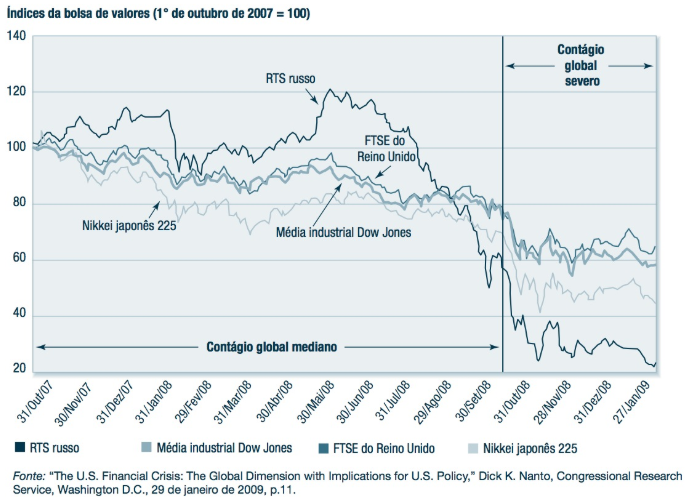 Índices da bolsa de valores (1° de outubro de 2007 = 100)
140
120
100
80
60
40
20
Contágio
global
severo
RTS russo
FTSE do
Reino Unido
Nikkei japonês 225
Média industrial Dow Jones
Contágio global mediano
31/Out/07
30/Nov/07
31/Dez/07
31/Jan/08
29/Fev/08
31/Mar/08
30/Abr/08
30/Mai/08
30/Jun/08
31/Jul/08
29/Ago/08
30/Set/08
31/Out/08
28/Nov/08
31/Dez/08
27/Jan/09
RTS russo
Média industrial Dow Jones
FTSE do Reino Unido
Nikkei japonês 225
Fonte: “The U.S. Financial Crisis: The Global Dimension with Implications for U.S. Policy,” Dick K. Nanto, Congressional Research
Service, Washington D.C., 29 de janeiro de 2009, p.11.